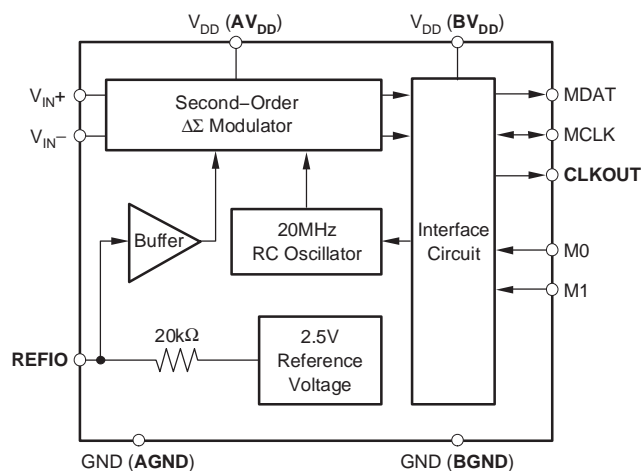 V_DD (AV_DD)
V_DD (BV_DD)
V_IN+
V_IN−
Second−Order
ΔΣ Modulator
MDAT
MCLK
CLKOUT
Buffer
20MHz
RC Oscillator
Interface
Circuit
M0
M1
REFIO
20kΩ
2.5V
Reference
Voltage
GND (AGND)
GND (BGND)